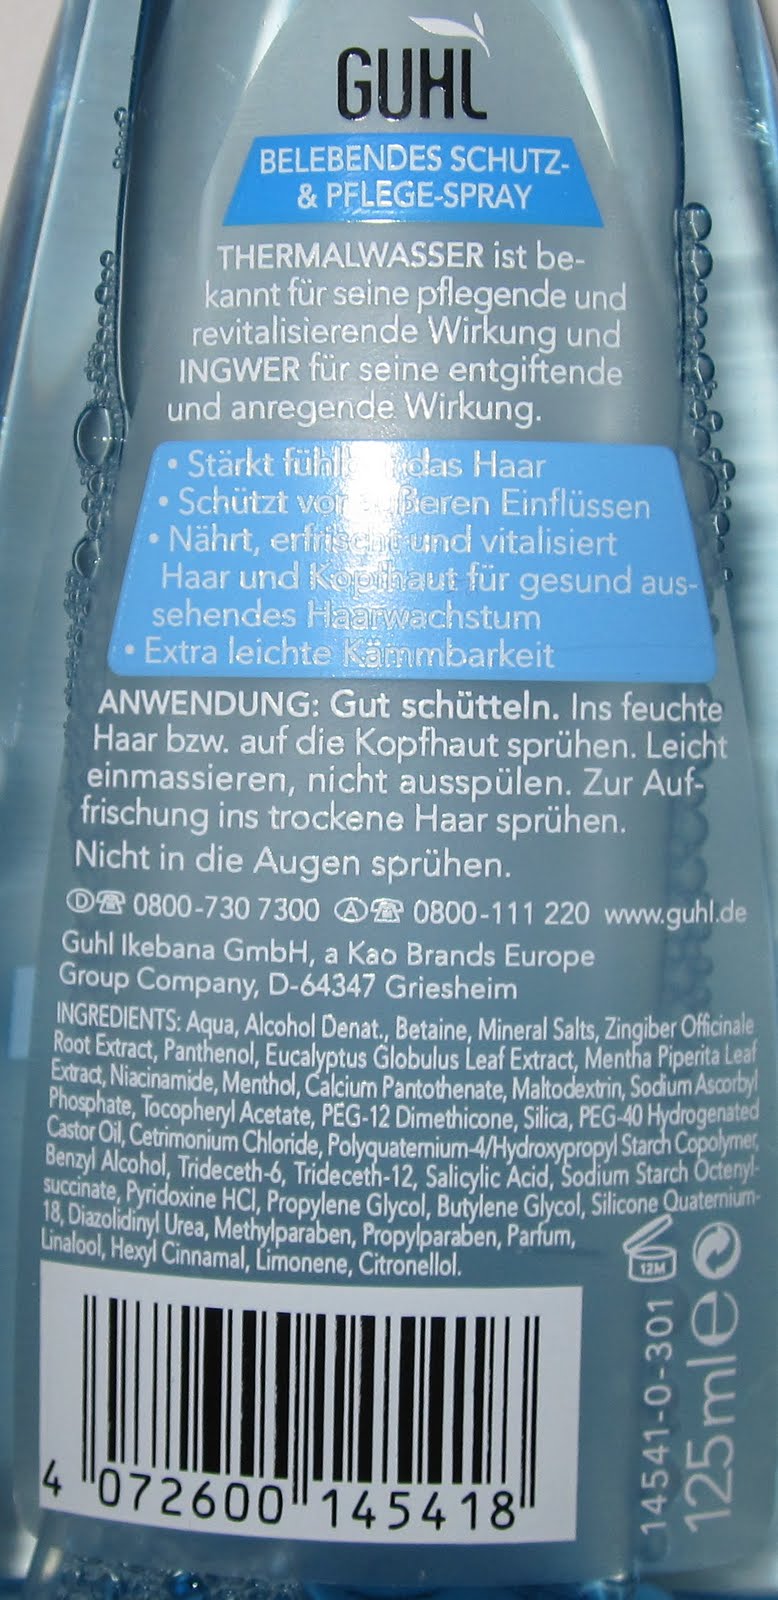 GUHL
BELEBENDES SCHUTZ-
& PFLEGE-SPRAY
THERMALWASSER ist be-
kannt für seine pflegende und
revitalisierende Wirkung und
INGWER für seine entgiftende
und anregende Wirkung.
• Stärkt fühlbar das Haar
• Schützt vor äußeren Einflüssen
• Nährt, erfrischt und vitalisiert
Haar und Kopfhaut für gesund aus-
sehendes Haarwachstum
• Extra leichte Kämmbarkeit
ANWENDUNG: Gut schütteln. Ins feuchte
Haar bzw. auf die Kopfhaut sprühen. Leicht
einmassieren, nicht ausspülen. Zur Auf-
frischung ins trockene Haar sprühen.
Nicht in die Augen sprühen.
D ☎ 0800-730 7300 A ☎ 0800-111 220 www.guhl.de
Guhl Ikebana GmbH, a Kao Brands Europe
Group Company, D-64347 Griesheim
INGREDIENTS: Aqua, Alcohol Denat., Betaine, Mineral Salts, Zingiber Officinale
Root Extract, Panthenol, Eucalyptus Globulus Leaf Extract, Mentha Piperita Leaf
Extract, Niacinamide, Menthol, Calcium Pantothenate, Maltodextrin, Sodium Ascorbyl
Phosphate, Tocopheryl Acetate, PEG-12 Dimethicone, Silica, PEG-40 Hydrogenated
Castor Oil, Cetrimonium Chloride, Polyquaternium-4/Hydroxypropyl Starch Copolymer,
Benzyl Alcohol, Trideceth-6, Trideceth-12, Salicylic Acid, Sodium Starch Octenyl-
succinate, Pyridoxine HCl, Propylene Glycol, Butylene Glycol, Silicone Quaternium-
18, Diazolidinyl Urea, Methylparaben, Propylparaben, Parfum,
Linalool, Hexyl Cinnamal, Limonene, Citronellol.
12M
14541-0-301
125 ml e
4 072600 145418